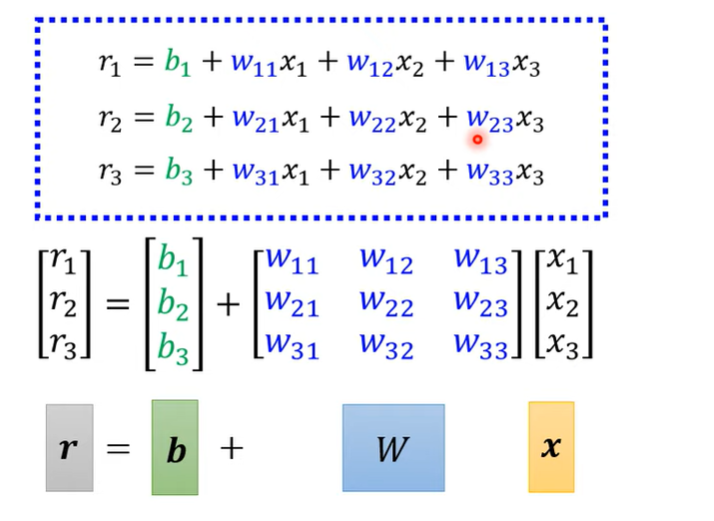 r₁ = b₁ + w₁₁x₁ + w₁₂x₂ + w₁₃x₃
r₂ = b₂ + w₂₁x₁ + w₂₂x₂ + w₂₃x₃
r₃ = b₃ + w₃₁x₁ + w₃₂x₂ + w₃₃x₃
[r₁] [b₁] [w₁₁ w₁₂ w₁₃] [x₁]
[r₂] = [b₂] + [w₂₁ w₂₂ w₂₃] [x₂]
[r₃] [b₃] [w₃₁ w₃₂ w₃₃] [x₃]
r = b + W x